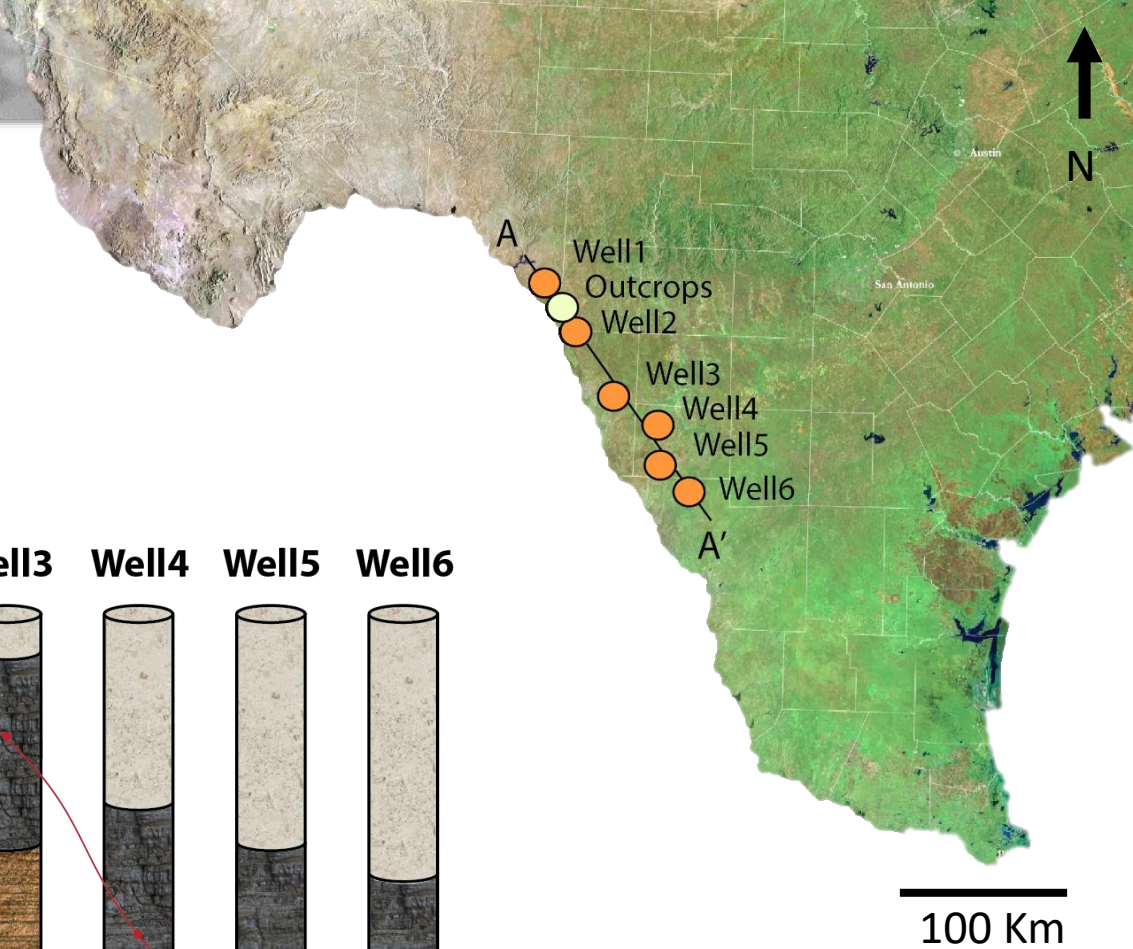 Austin
N
A
Well1
Outcrops
San Antonio
Well2
Well3
Well4
Well5
Well6
A′
ell3 Well4 Well5 Well6
100 Km